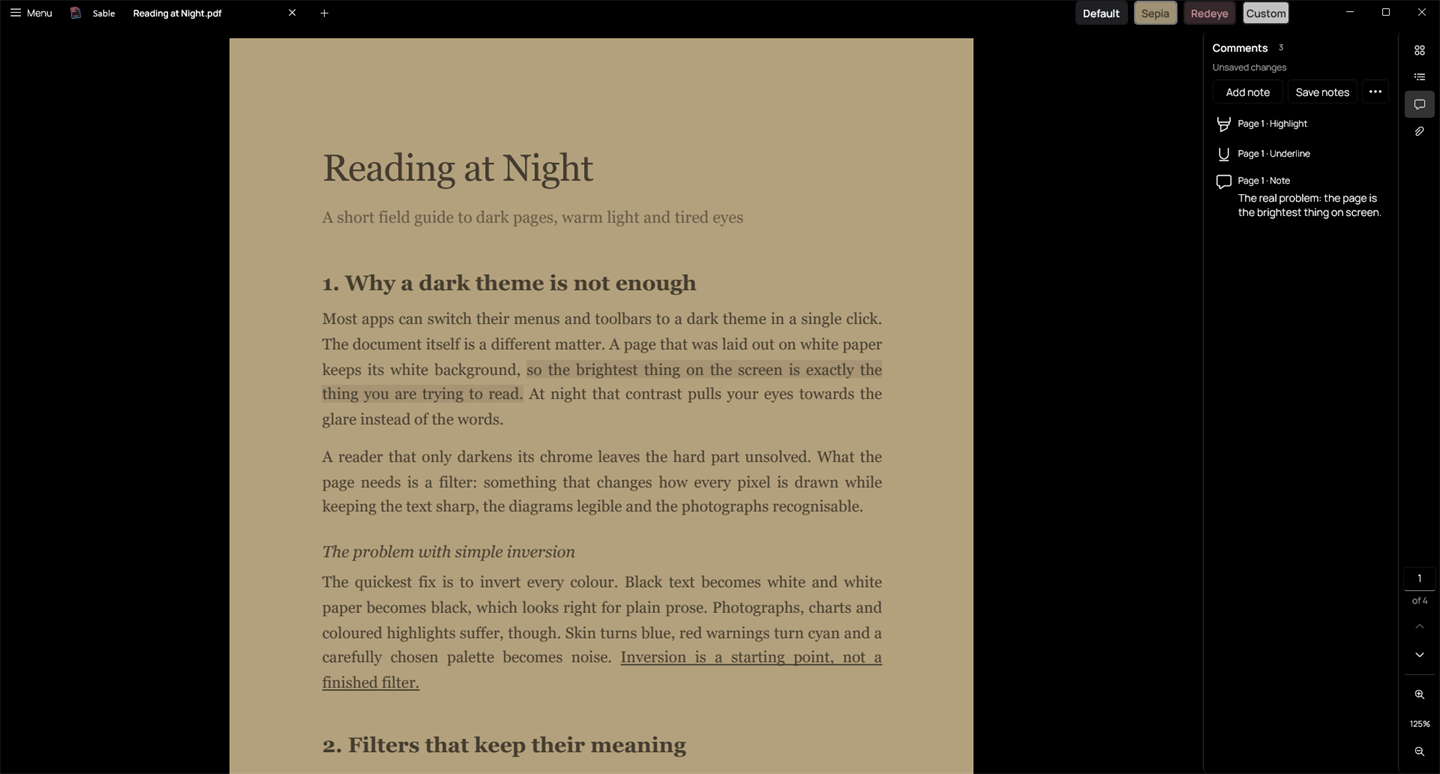 Menu
Sable
Reading at Night.pdf
Default
Sepia
Redeye
Custom
Reading at Night
A short field guide to dark pages, warm light and tired eyes
1. Why a dark theme is not enough
Most apps can switch their menus and toolbars to a dark theme in a single click.
The document itself is a different matter. A page that was laid out on white paper
keeps its white background, so the brightest thing on the screen is exactly the
thing you are trying to read. At night that contrast pulls your eyes towards the
glare instead of the words.
A reader that only darkens its chrome leaves the hard part unsolved. What the
page needs is a filter: something that changes how every pixel is drawn while
keeping the text sharp, the diagrams legible and the photographs recognisable.
The problem with simple inversion
The quickest fix is to invert every colour. Black text becomes white and white
paper becomes black, which looks right for plain prose. Photographs, charts and
coloured highlights suffer, though. Skin turns blue, red warnings turn cyan and a
carefully chosen palette becomes noise. Inversion is a starting point, not a
finished filter.
2. Filters that keep their meaning
Comments 3
Unsaved changes
Add note
Save notes
Page 1 · Highlight
Page 1 · Underline
Page 1 · Note
The real problem: the page is
the brightest thing on screen.
1
of 4
125%